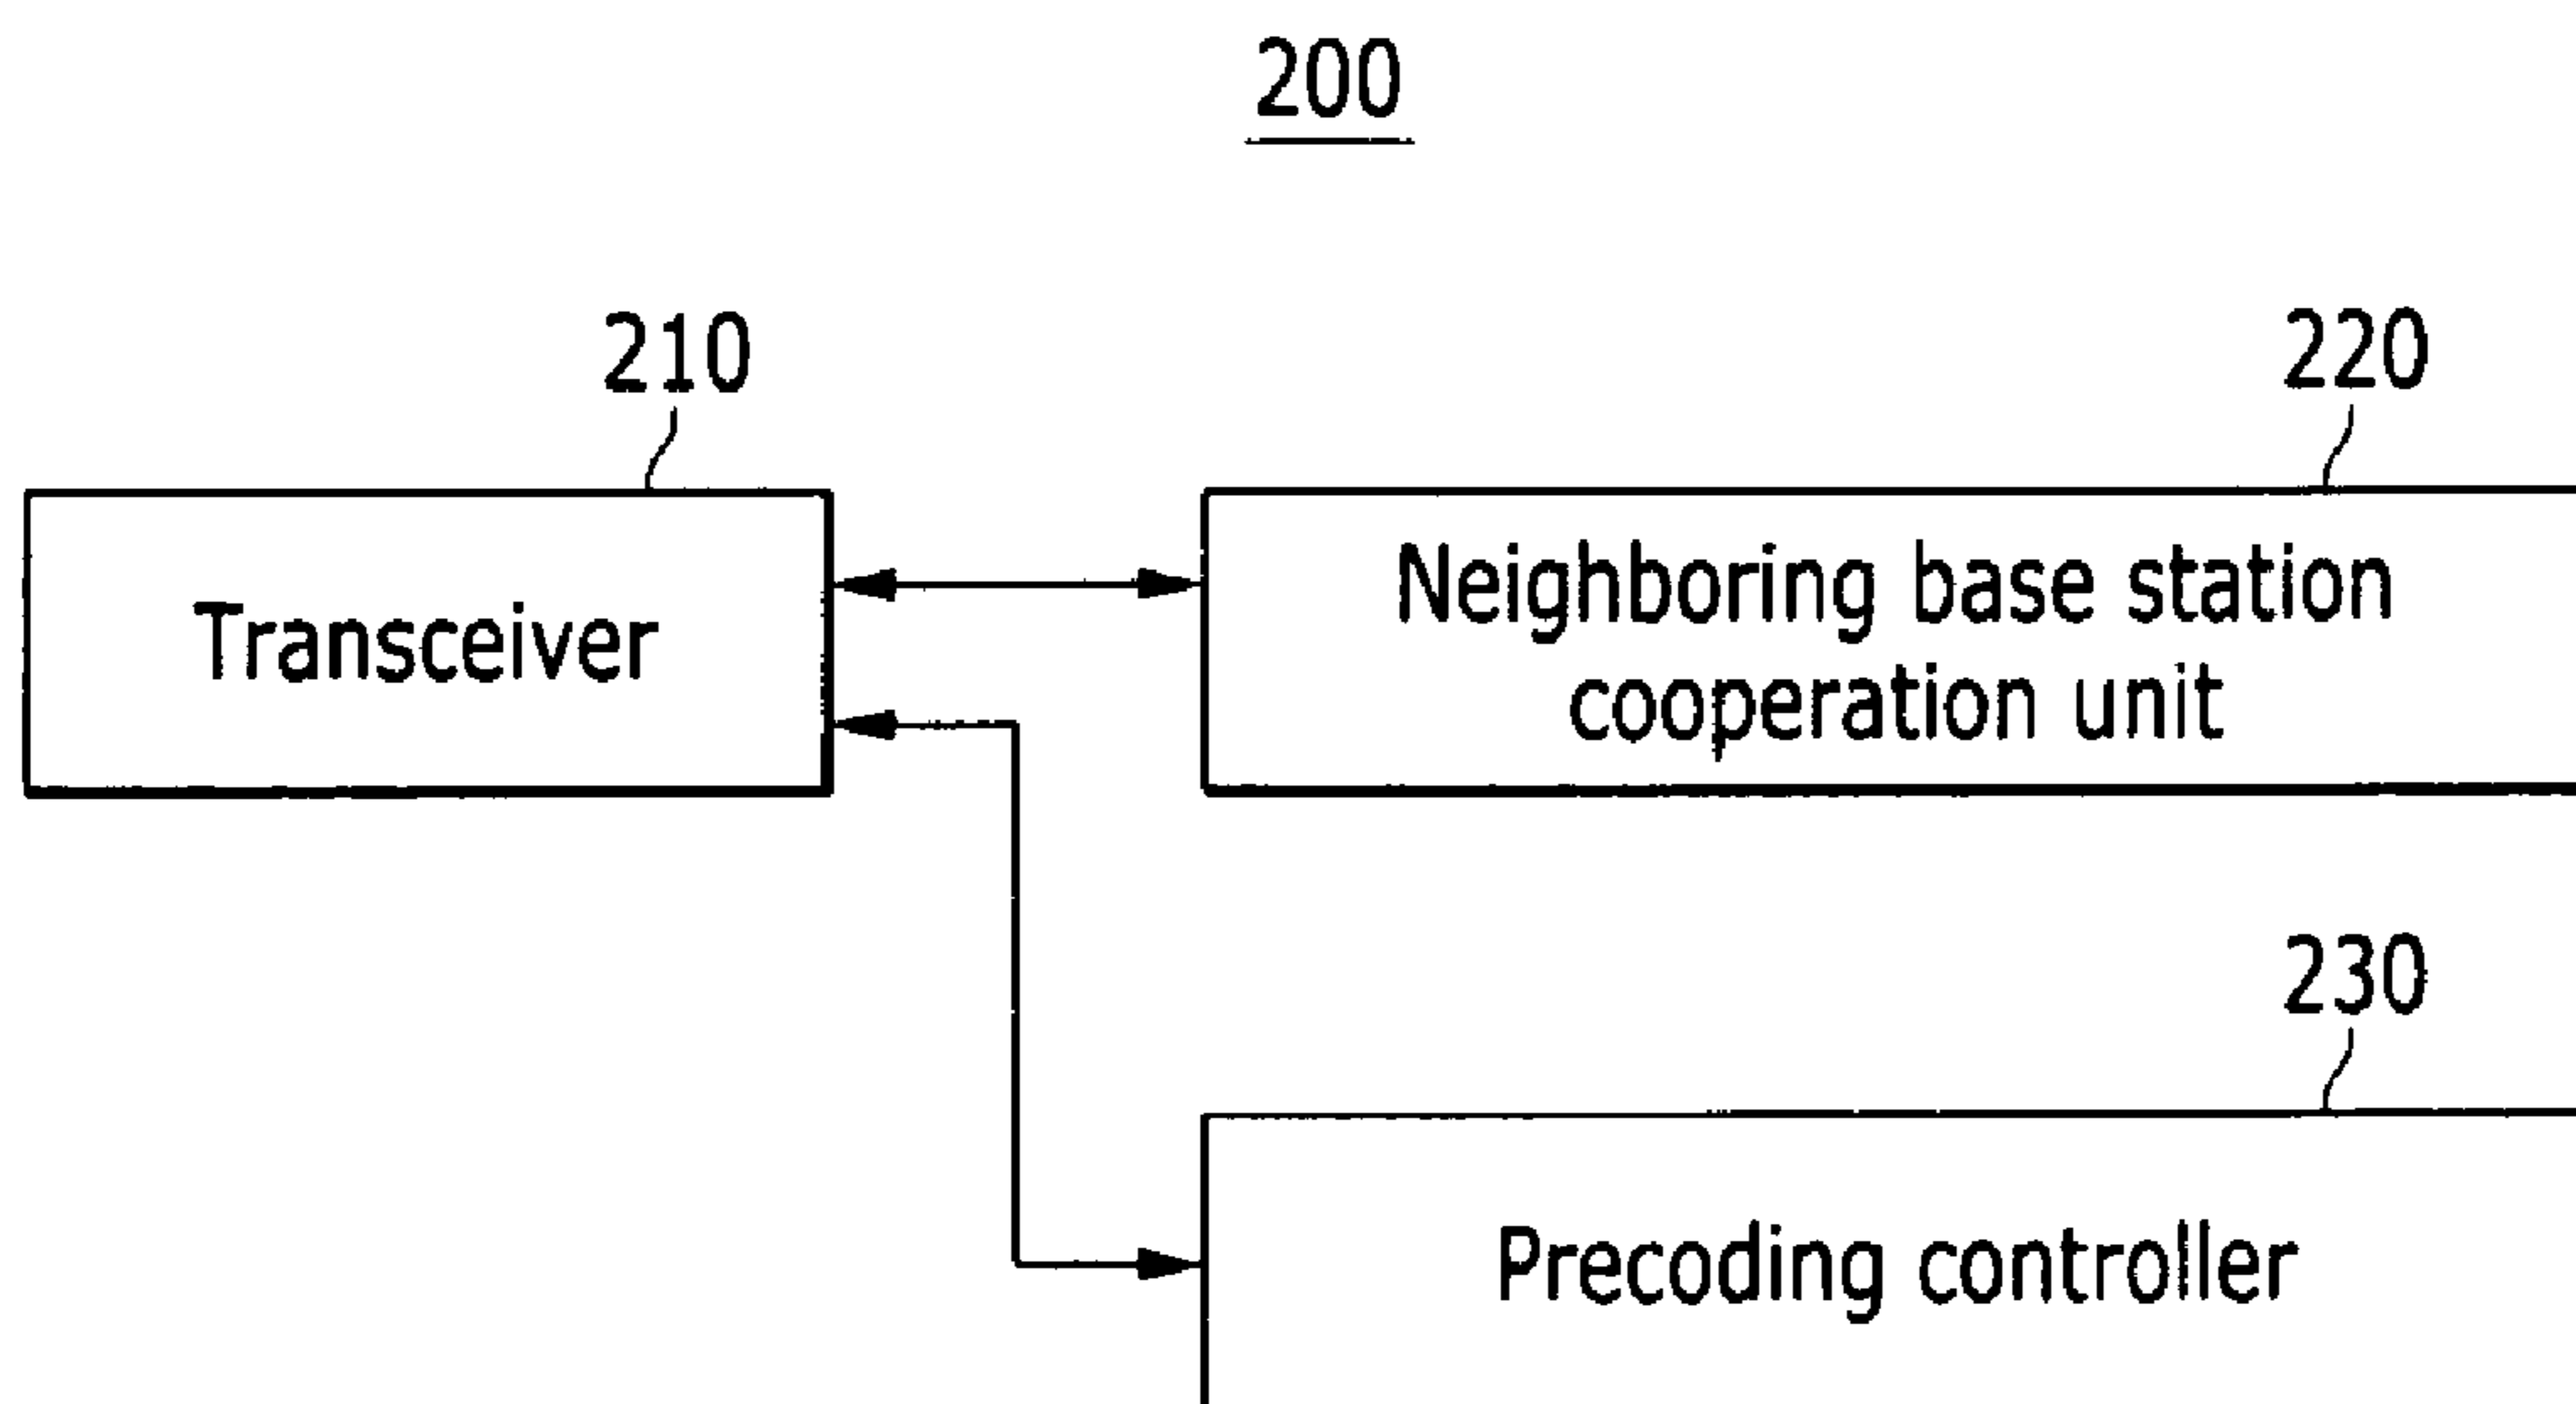 200
210
220
Transceiver
Neighboring base station
cooperation unit
230
Precoding controller